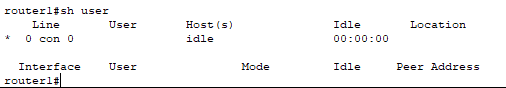 router1#sh user
Line User Host(s) Idle Location
* 0 con 0 idle 00:00:00
Interface User Mode Idle Peer Address
router1#